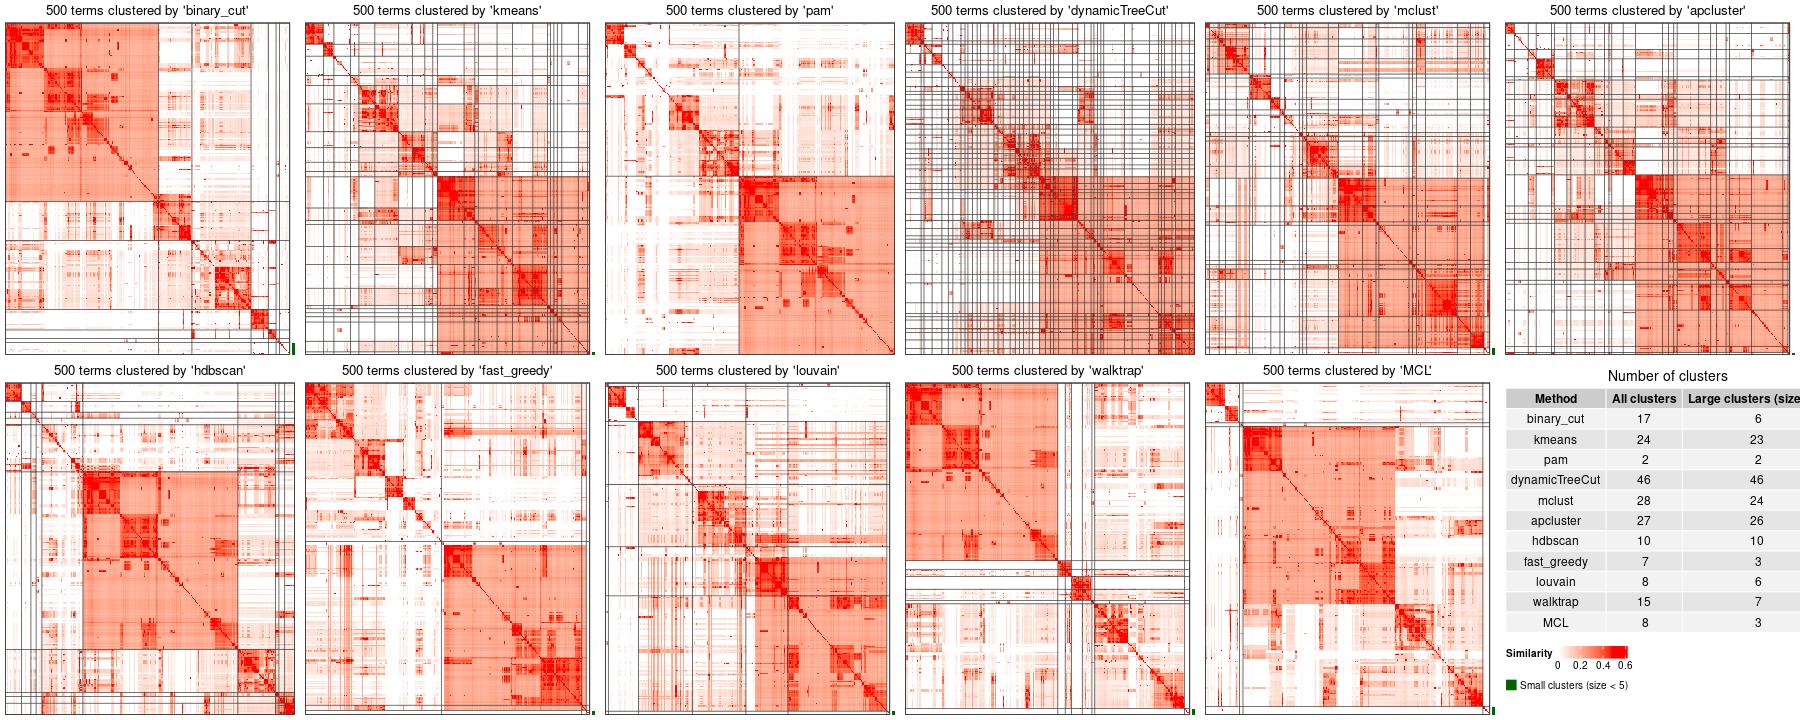 500 terms clustered by 'binary_cut'
500 terms clustered by 'kmeans'
500 terms clustered by 'pam'
500 terms clustered by 'dynamicTreeCut'
500 terms clustered by 'mclust'
500 terms clustered by 'apcluster'
500 terms clustered by 'hdbscan'
500 terms clustered by 'fast_greedy'
500 terms clustered by 'louvain'
500 terms clustered by 'walktrap'
500 terms clustered by 'MCL'
Number of clusters
Method All clusters Large clusters (size
binary_cut 17 6
kmeans 24 23
pam 2 2
dynamicTreeCut 46 46
mclust 28 24
apcluster 27 26
hdbscan 10 10
fast_greedy 7 3
louvain 8 6
walktrap 15 7
MCL 8 3
Similarity
0 0.2 0.4 0.6
Small clusters (size < 5)